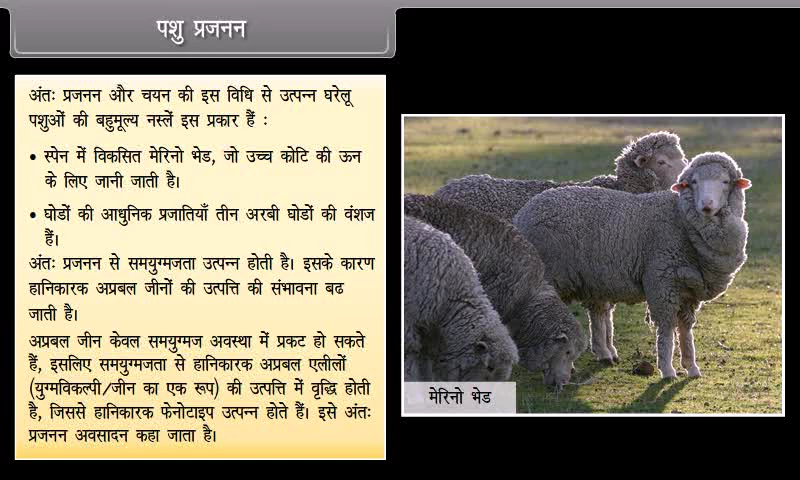 पशु प्रजनन
अंतः प्रजनन और चयन की इस विधि से उत्पन्न घरेलू
पशुओं की बहुमूल्य नस्लें इस प्रकार हैं :
• स्पेन में विकसित मेरिनो भेड, जो उच्च कोटि की ऊन
के लिए जानी जाती है।
• घोडों की आधुनिक प्रजातियाँ तीन अरबी घोडों की वंशज
हैं।
अंतः प्रजनन से समयुग्मजता उत्पन्न होती है। इसके कारण
हानिकारक अप्रबल जीनों की उत्पत्ति की संभावना बढ
जाती है।
अप्रबल जीन केवल समयुग्मज अवस्था में प्रकट हो सकते
हैं, इसलिए समयुग्मजता से हानिकारक अप्रबल एलीलों
(युग्मविकल्पी/जीन का एक रूप) की उत्पत्ति में वृद्धि होती
है, जिससे हानिकारक फेनोटाइप उत्पन्न होते हैं। इसे अंतः
प्रजनन अवसादन कहा जाता है।
मेरिनो भेड